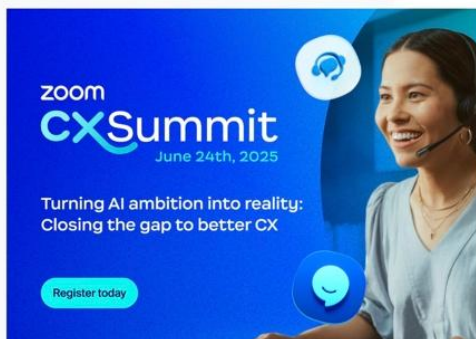 zoom
CXSummit
June 24th, 2025
Turning AI ambition into reality:
Closing the gap to better CX
Register today